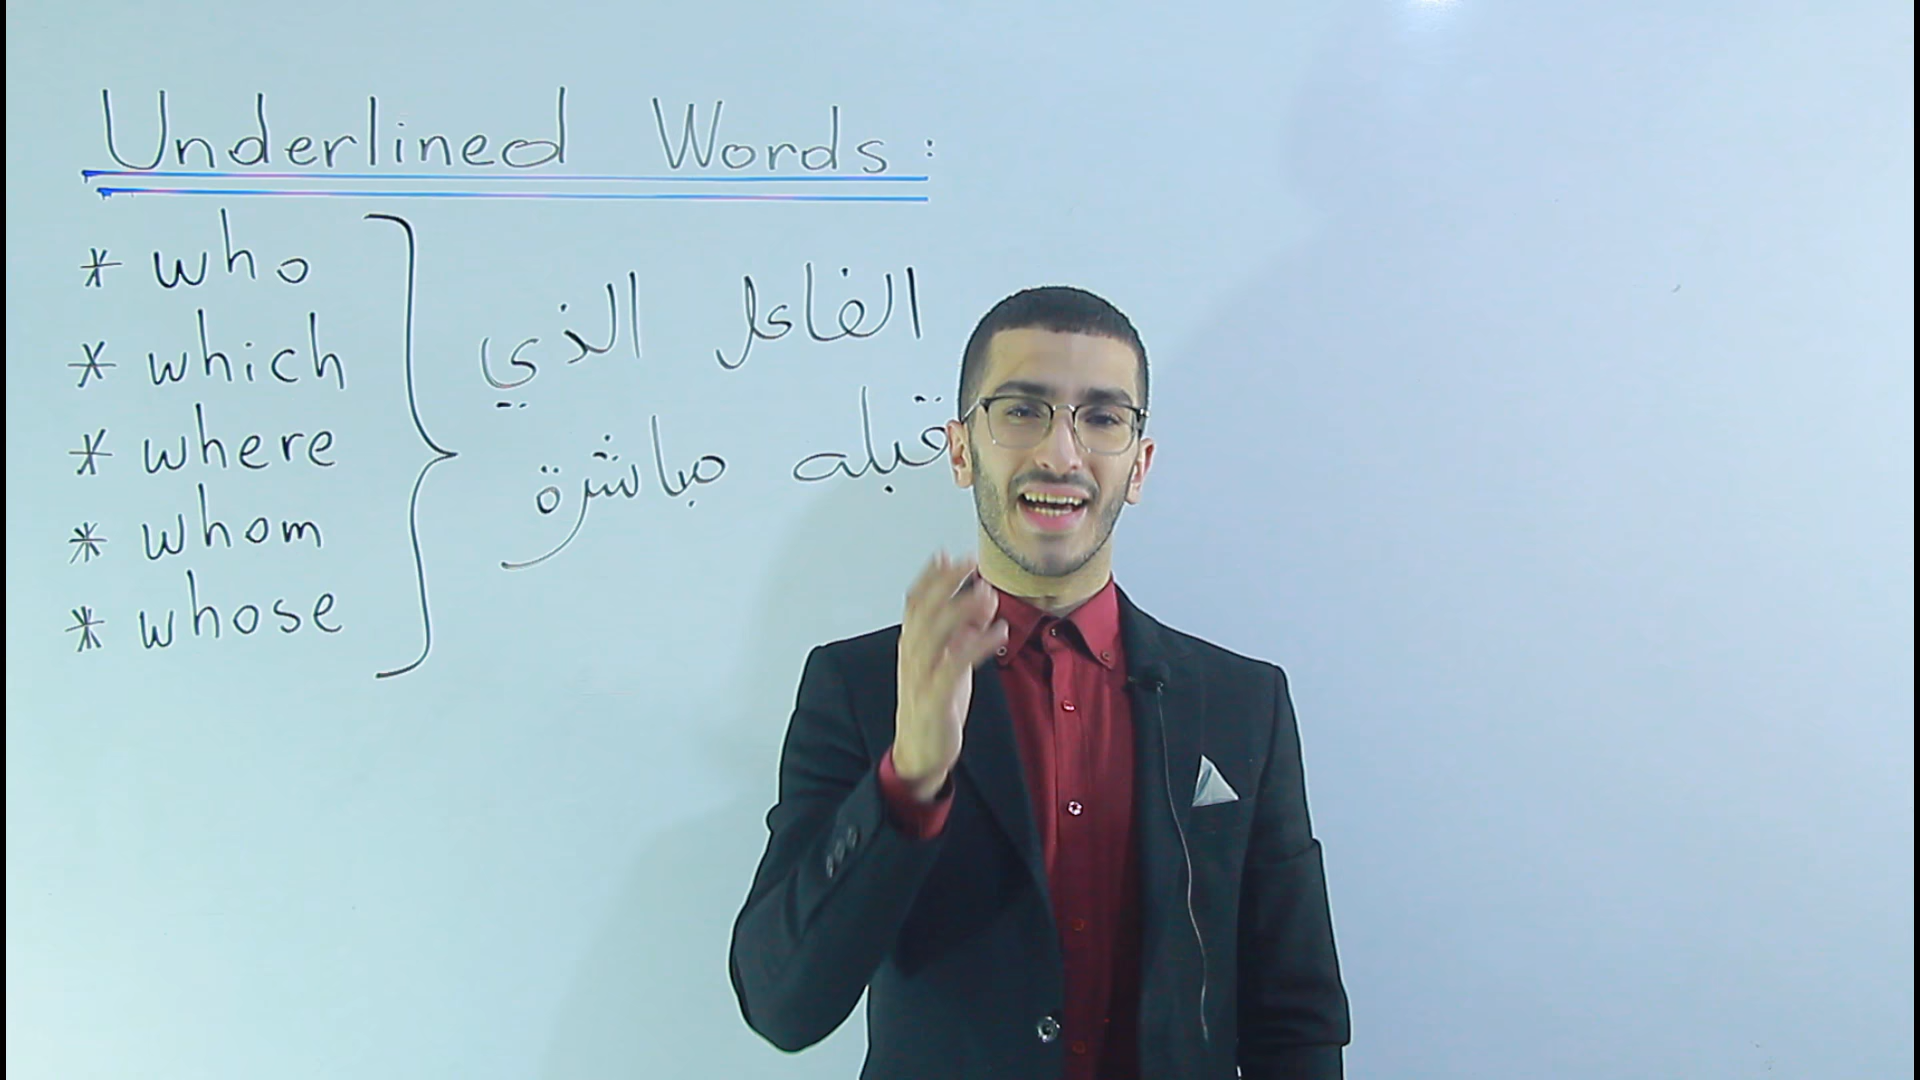 Underlined Words:
* who
* which
* where
* whom
* whose
الفاعل الذي
قبله مباشرة